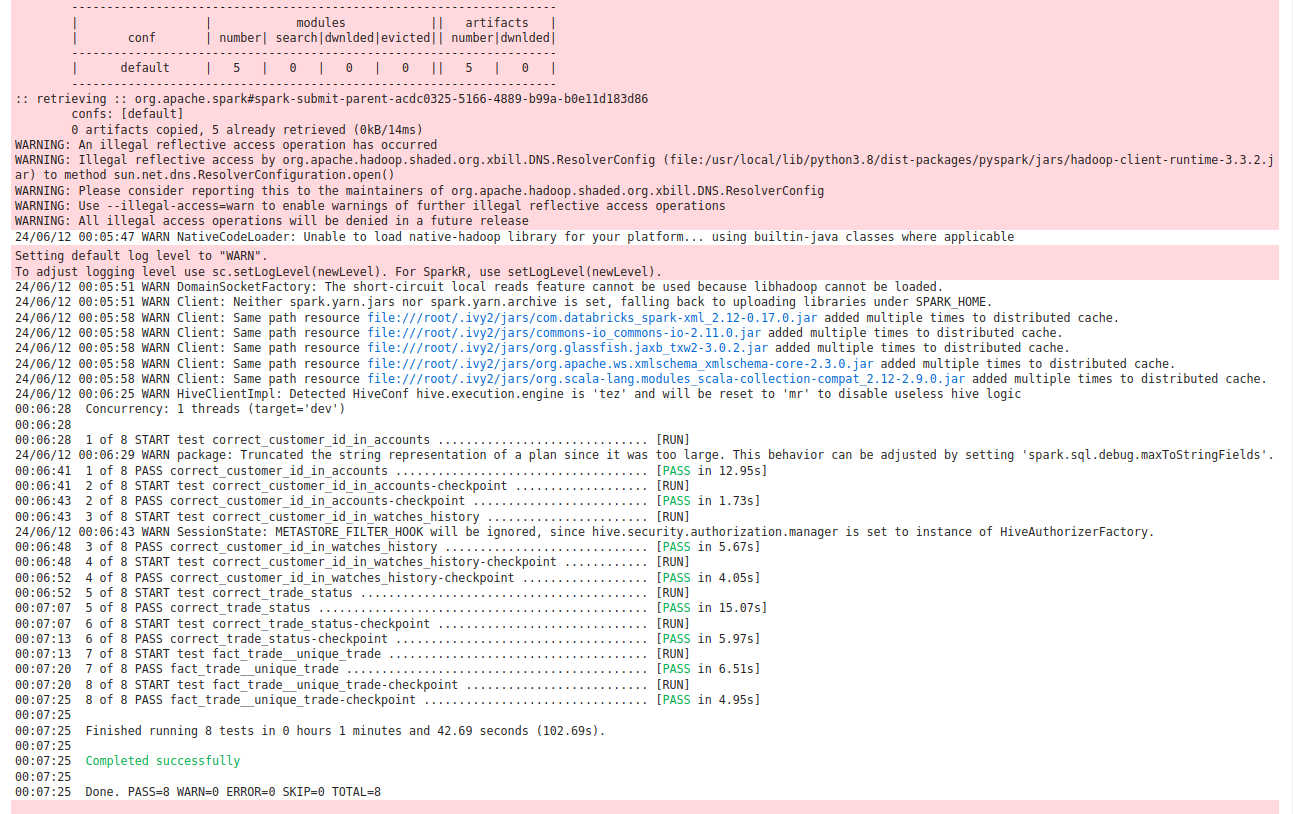 ---------------------------------------------------------------------
|                  |            modules            ||   artifacts   |
|       conf       | number| search|dwnlded|evicted|| number|dwnlded|
---------------------------------------------------------------------
|      default     |   5   |   0   |   0   |   0   ||   5   |   0   |
---------------------------------------------------------------------
:: retrieving :: org.apache.spark#spark-submit-parent-acdc0325-5166-4889-b99a-b0e11d183d86
confs: [default]
0 artifacts copied, 5 already retrieved (0kB/14ms)
WARNING: An illegal reflective access operation has occurred
WARNING: Illegal reflective access by org.apache.hadoop.shaded.org.xbill.DNS.ResolverConfig (file:/usr/local/lib/python3.8/dist-packages/pyspark/jars/hadoop-client-runtime-3.3.2.j
ar) to method sun.net.dns.ResolverConfiguration.open()
WARNING: Please consider reporting this to the maintainers of org.apache.hadoop.shaded.org.xbill.DNS.ResolverConfig
WARNING: Use --illegal-access=warn to enable warnings of further illegal reflective access operations
WARNING: All illegal access operations will be denied in a future release
24/06/12 00:05:47 WARN NativeCodeLoader: Unable to load native-hadoop library for your platform... using builtin-java classes where applicable
Setting default log level to "WARN".
To adjust logging level use sc.setLogLevel(newLevel). For SparkR, use setLogLevel(newLevel).
24/06/12 00:05:51 WARN DomainSocketFactory: The short-circuit local reads feature cannot be used because libhadoop cannot be loaded.
24/06/12 00:05:51 WARN Client: Neither spark.yarn.jars nor spark.yarn.archive is set, falling back to uploading libraries under SPARK_HOME.
24/06/12 00:05:58 WARN Client: Same path resource file:///root/.ivy2/jars/com.databricks_spark-xml_2.12-0.17.0.jar added multiple times to distributed cache.
24/06/12 00:05:58 WARN Client: Same path resource file:///root/.ivy2/jars/commons-io_commons-io-2.11.0.jar added multiple times to distributed cache.
24/06/12 00:05:58 WARN Client: Same path resource file:///root/.ivy2/jars/org.glassfish.jaxb_txw2-3.0.2.jar added multiple times to distributed cache.
24/06/12 00:05:58 WARN Client: Same path resource file:///root/.ivy2/jars/org.apache.ws.xmlschema_xmlschema-core-2.3.0.jar added multiple times to distributed cache.
24/06/12 00:05:58 WARN Client: Same path resource file:///root/.ivy2/jars/org.scala-lang.modules_scala-collection-compat_2.12-2.9.0.jar added multiple times to distributed cache.
24/06/12 00:06:25 WARN HiveClientImpl: Detected HiveConf hive.execution.engine is 'tez' and will be reset to 'mr' to disable useless hive logic
00:06:28  Concurrency: 1 threads (target='dev')
00:06:28
00:06:28  1 of 8 START test correct_customer_id_in_accounts .............................. [RUN]
24/06/12 00:06:29 WARN package: Truncated the string representation of a plan since it was too large. This behavior can be adjusted by setting 'spark.sql.debug.maxToStringFields'.
00:06:41  1 of 8 PASS correct_customer_id_in_accounts .................................... [PASS in 12.95s]
00:06:41  2 of 8 START test correct_customer_id_in_accounts-checkpoint ................... [RUN]
00:06:43  2 of 8 PASS correct_customer_id_in_accounts-checkpoint ......................... [PASS in 1.73s]
00:06:43  3 of 8 START test correct_customer_id_in_watches_history ....................... [RUN]
24/06/12 00:06:43 WARN SessionState: METASTORE_FILTER_HOOK will be ignored, since hive.security.authorization.manager is set to instance of HiveAuthorizerFactory.
00:06:48  3 of 8 PASS correct_customer_id_in_watches_history ............................. [PASS in 5.67s]
00:06:48  4 of 8 START test correct_customer_id_in_watches_history-checkpoint ............ [RUN]
00:06:52  4 of 8 PASS correct_customer_id_in_watches_history-checkpoint .................. [PASS in 4.05s]
00:06:52  5 of 8 START test correct_trade_status ......................................... [RUN]
00:07:07  5 of 8 PASS correct_trade_status ............................................... [PASS in 15.07s]
00:07:07  6 of 8 START test correct_trade_status-checkpoint .............................. [RUN]
00:07:13  6 of 8 PASS correct_trade_status-checkpoint .................................... [PASS in 5.97s]
00:07:13  7 of 8 START test fact_trade__unique_trade ..................................... [RUN]
00:07:20  7 of 8 PASS fact_trade__unique_trade ........................................... [PASS in 6.51s]
00:07:20  8 of 8 START test fact_trade__unique_trade-checkpoint .......................... [RUN]
00:07:25  8 of 8 PASS fact_trade__unique_trade-checkpoint ................................ [PASS in 4.95s]
00:07:25
00:07:25  Finished running 8 tests in 0 hours 1 minutes and 42.69 seconds (102.69s).
00:07:25
00:07:25  Completed successfully
00:07:25
00:07:25  Done. PASS=8 WARN=0 ERROR=0 SKIP=0 TOTAL=8